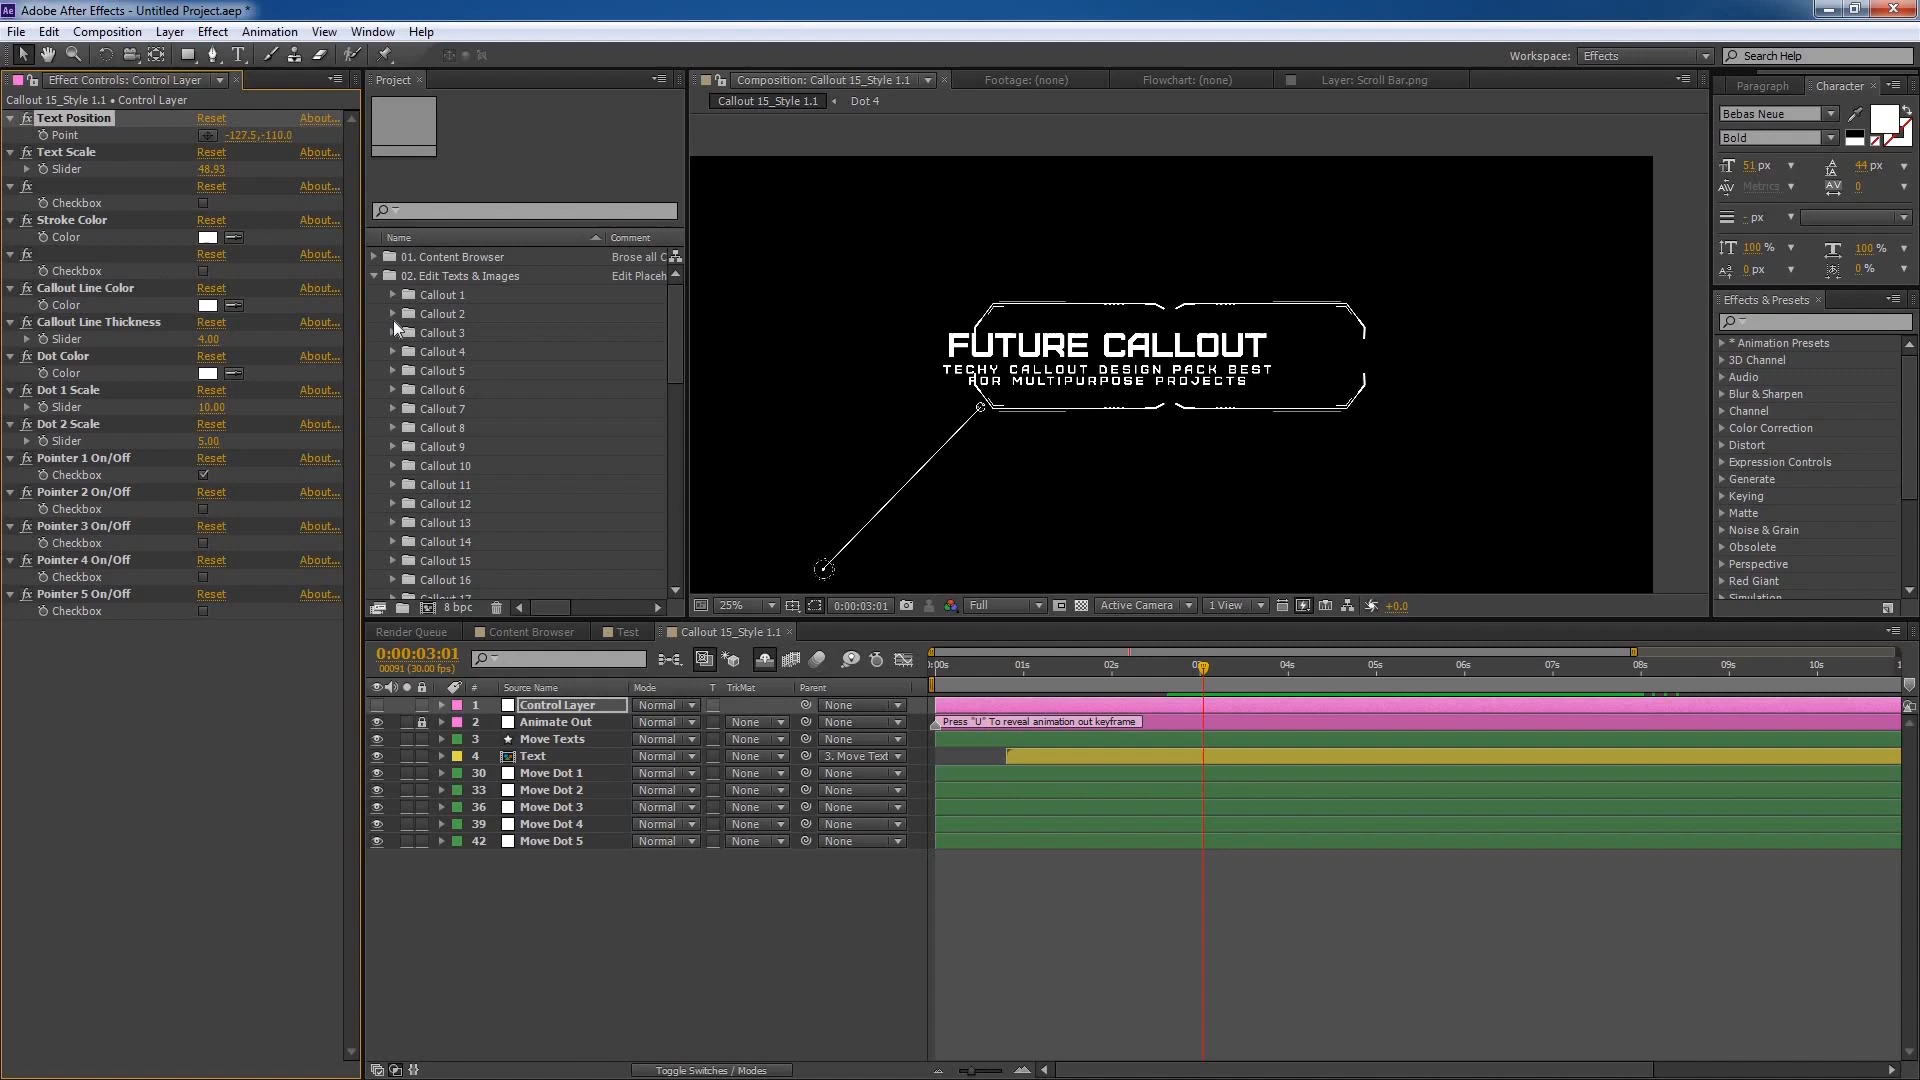 Adobe After Effects - Untitled Project.aep *
File Edit Composition Layer Effect Animation View Window Help
Workspace: Effects Search Help
Effect Controls: Control Layer
Callout 15_Style 1.1 • Control Layer
fx Text Position Reset About...
Point -127.5,-110.0
fx Text Scale Reset About...
Slider 48.93
fx Reset About...
Checkbox
fx Stroke Color Reset About...
Color
fx Reset About...
Checkbox
fx Callout Line Color Reset About...
Color
fx Callout Line Thickness Reset About...
Slider 4.00
fx Dot Color Reset About...
Color
fx Dot 1 Scale Reset About...
Slider 10.00
fx Dot 2 Scale Reset About...
Slider 5.00
fx Pointer 1 On/Off Reset About...
Checkbox
fx Pointer 2 On/Off Reset About...
Checkbox
fx Pointer 3 On/Off Reset About...
Checkbox
fx Pointer 4 On/Off Reset About...
Checkbox
fx Pointer 5 On/Off Reset About...
Checkbox
Project
Name Comment
01. Content Browser Brose all C
02. Edit Texts & Images Edit Placeh
Callout 1
Callout 2
Callout 3
Callout 4
Callout 5
Callout 6
Callout 7
Callout 8
Callout 9
Callout 10
Callout 11
Callout 12
Callout 13
Callout 14
Callout 15
Callout 16
Callout 17
8 bpc
Composition: Callout 15_Style 1.1 Footage: (none) Flowchart: (none) Layer: Scroll Bar.png
Callout 15_Style 1.1 Dot 4
FUTURE CALLOUT
TECHY CALLOUT DESIGN PACK BEST
FOR MULTIPURPOSE PROJECTS
25% 0:00:03:01 Full Active Camera 1 View +0.0
Paragraph Character
Bebas Neue
Bold
51 px 44 px
Metrics 0
- px
100 % 100 %
0 px 0 %
Effects & Presets
* Animation Presets
3D Channel
Audio
Blur & Sharpen
Channel
Color Correction
Distort
Expression Controls
Generate
Keying
Matte
Noise & Grain
Obsolete
Perspective
Red Giant
Simulation
Render Queue Content Browser Test Callout 15_Style 1.1
0:00:03:01
00091 (30.00 fps)
:00s 01s 02s 04s 05s 06s 07s 08s 09s 10s
# Source Name Mode T TrkMat Parent
1 Control Layer Normal None
2 Animate Out Normal None None Press "U" To reveal animation out keyframe
3 Move Texts Normal None None
4 Text Normal None 3. Move Text
30 Move Dot 1 Normal None None
33 Move Dot 2 Normal None None
36 Move Dot 3 Normal None None
39 Move Dot 4 Normal None None
42 Move Dot 5 Normal None None
Toggle Switches / Modes